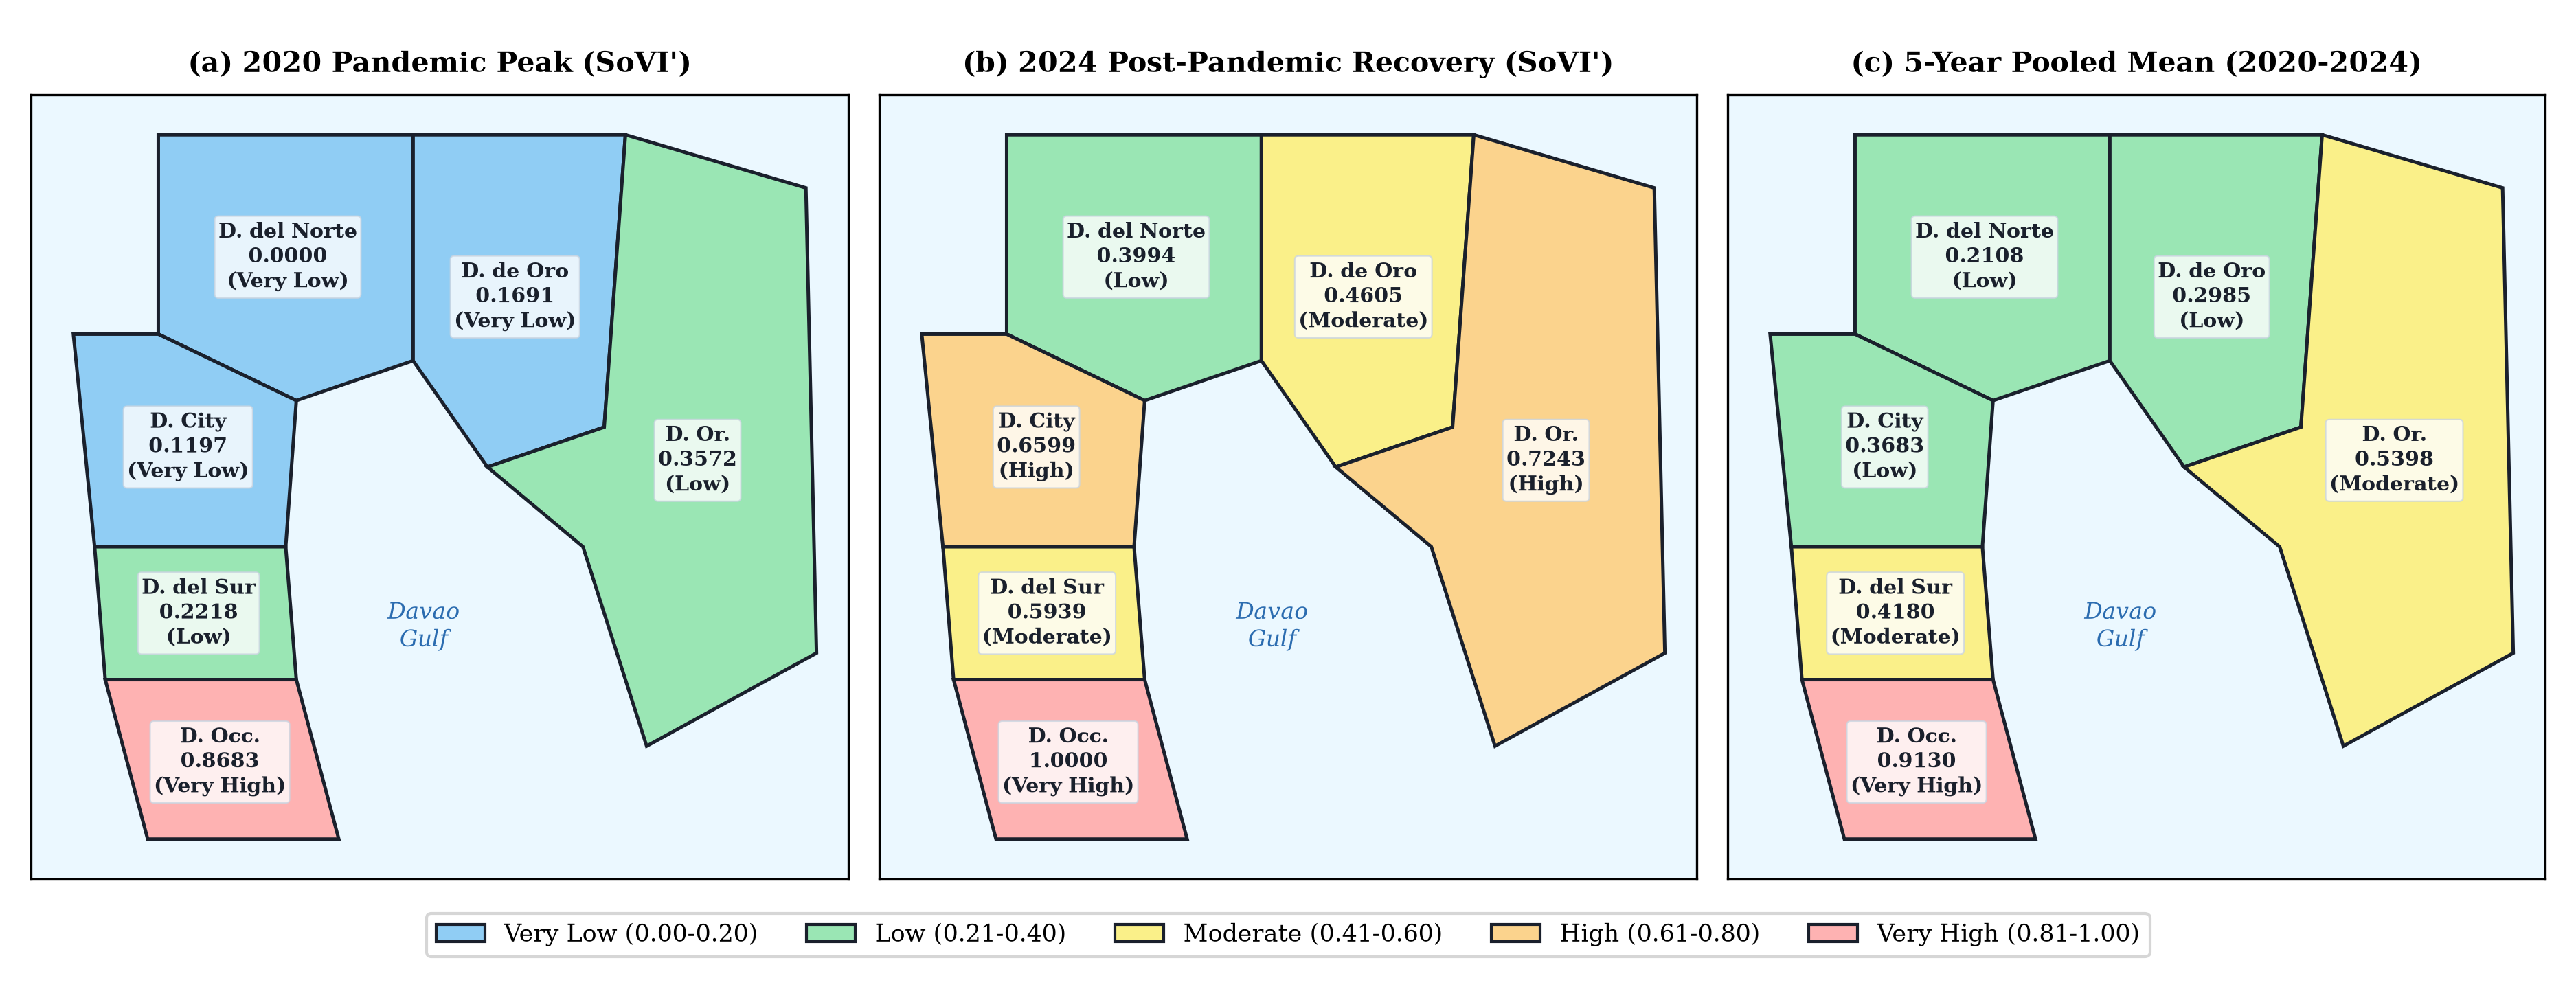 (a) 2020 Pandemic Peak (SoVI')
D. del Norte
0.0000
(Very Low)
D. de Oro
0.1691
(Very Low)
D. City
0.1197
(Very Low)
D. Or.
0.3572
(Low)
D. del Sur
0.2218
(Low)
Davao
Gulf
D. Occ.
0.8683
(Very High)
(b) 2024 Post-Pandemic Recovery (SoVI')
D. del Norte
0.3994
(Low)
D. de Oro
0.4605
(Moderate)
D. City
0.6599
(High)
D. Or.
0.7243
(High)
D. del Sur
0.5939
(Moderate)
Davao
Gulf
D. Occ.
1.0000
(Very High)
(c) 5-Year Pooled Mean (2020-2024)
D. del Norte
0.2108
(Low)
D. de Oro
0.2985
(Low)
D. City
0.3683
(Low)
D. Or.
0.5398
(Moderate)
D. del Sur
0.4180
(Moderate)
Davao
Gulf
D. Occ.
0.9130
(Very High)
Very Low (0.00-0.20)
Low (0.21-0.40)
Moderate (0.41-0.60)
High (0.61-0.80)
Very High (0.81-1.00)